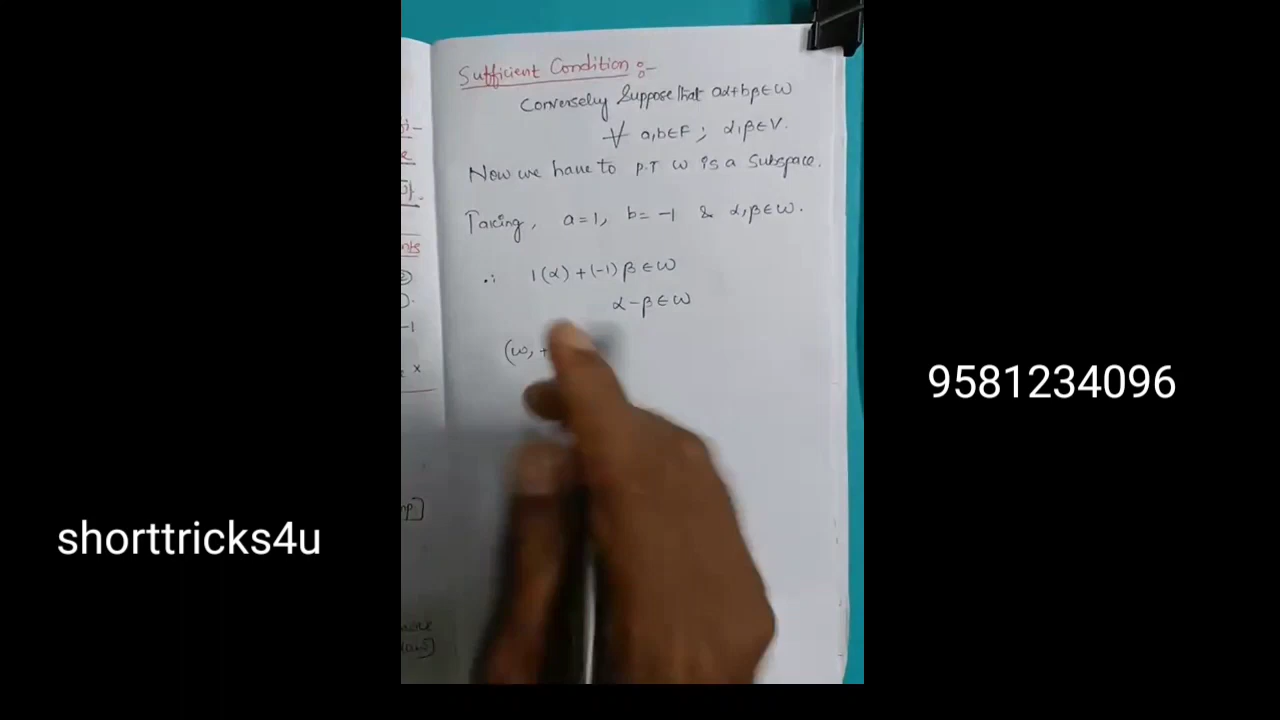 Sufficient Condition :-
Conversely Suppose that aα+bβ∈W
∀ a,b∈F ; α,β∈V.
Now we have to P.T W is a Subspace.
Taking, a=1, b= -1 & α,β∈W.
∴ 1(α)+(-1)β∈W
α-β∈W
(W, +
9581234096
shorttricks4u